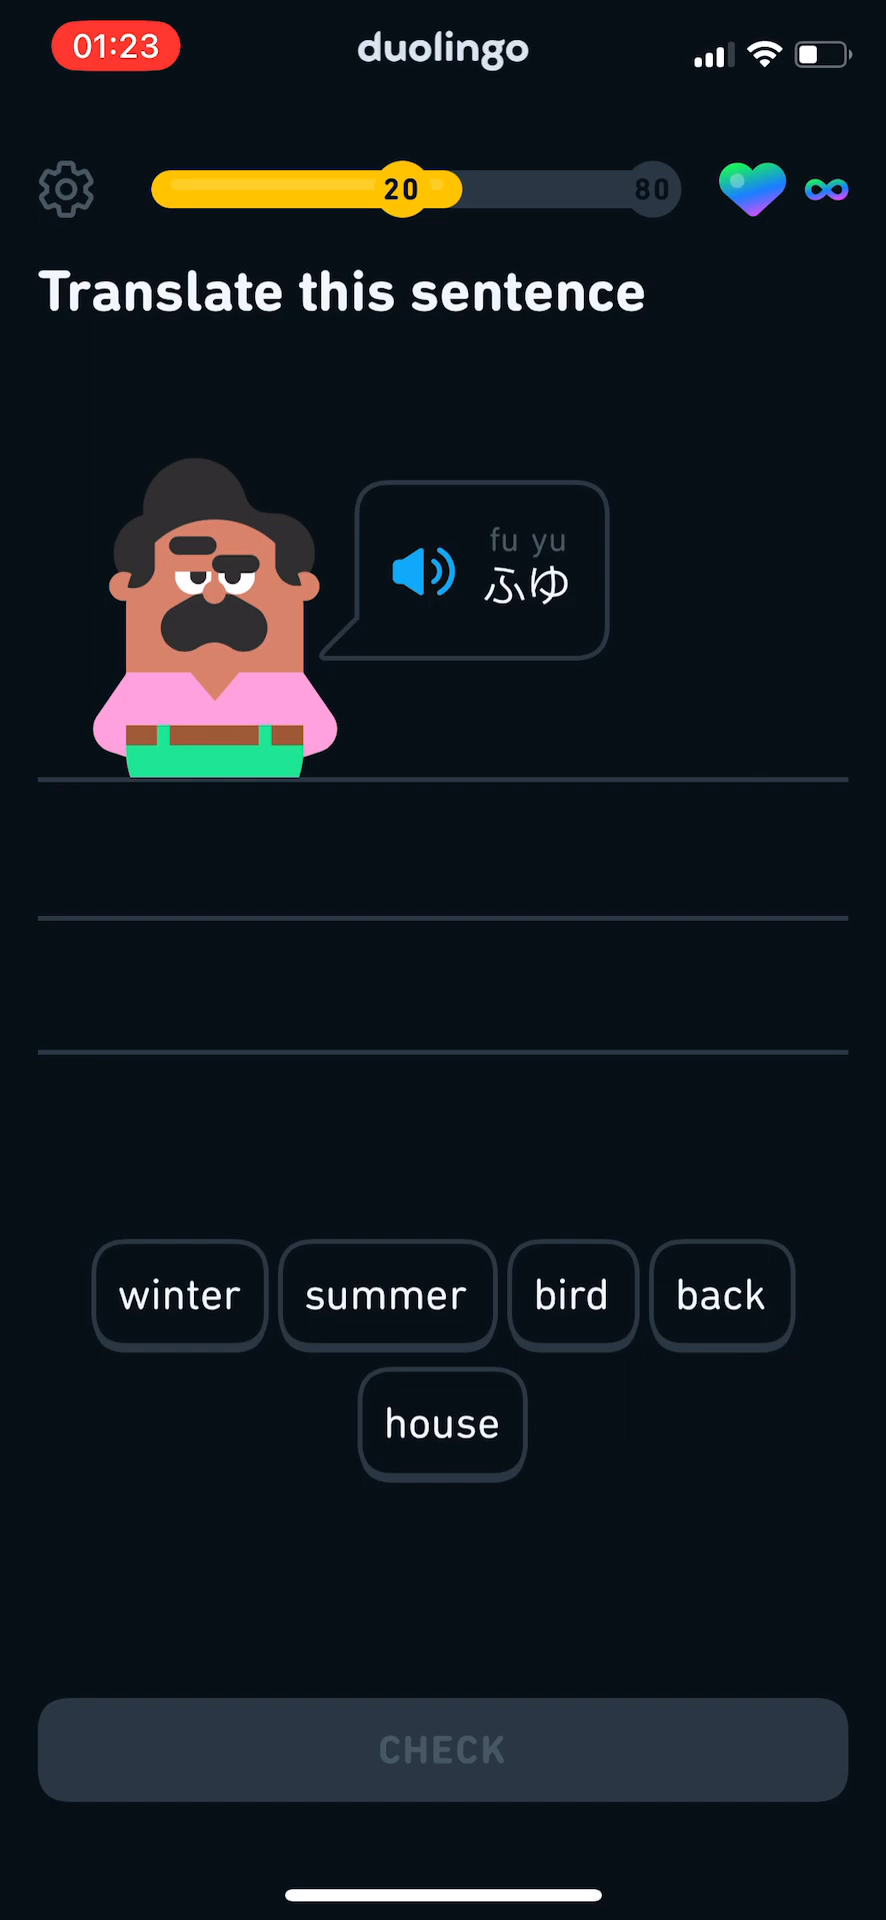 01:23
duolingo
20
80
Translate this sentence
fu yu
ふゆ
winter
summer
bird
back
house
CHECK